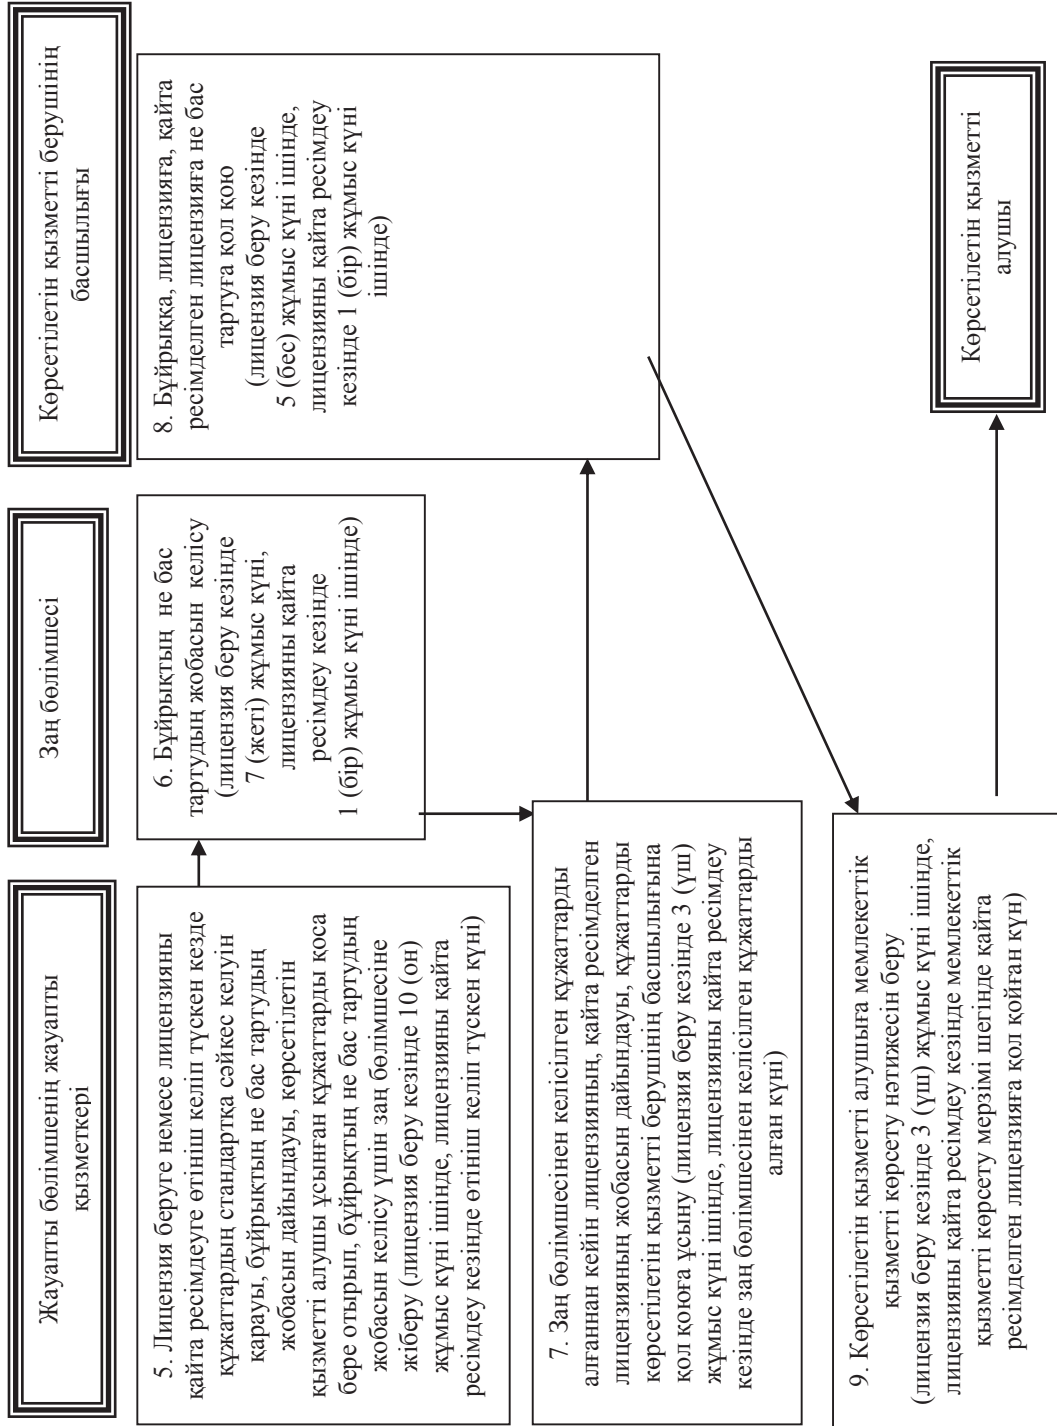 Жауапты бөлімшенің жауапты
қызметкері
Заң бөлімшесі
Көрсетілетін қызметті берушінің
басшылығы
5. Лицензия беруге немесе лицензияны
қайта ресімдеуге өтініш келіп түскен кезде
құжаттардың стандартқа сәйкес келуін
қарауы, бұйрықтың не бас тартудың
жобасын дайындауы, көрсетілетін
қызметті алушы ұсынған құжаттарды қоса
бере отырып, бұйрықтың не бас тартудың
жобасын келісу үшін заң бөлімшесіне
жіберу (лицензия беру кезінде 10 (он)
жұмыс күні ішінде, лицензияны қайта
ресімдеу кезінде өтініш келіп түскен күні)
6. Бұйрықтың не бас
тартудың жобасын келісу
(лицензия беру кезінде
7 (жеті) жұмыс күні,
лицензияны қайта
ресімдеу кезінде
1 (бір) жұмыс күні ішінде)
8. Бұйрыққа, лицензияға, қайта
ресімделген лицензияға не бас
тартуға қол қою
(лицензия беру кезінде
5 (бес) жұмыс күні ішінде,
лицензияны қайта ресімдеу
кезінде 1 (бір) жұмыс күні
ішінде)
7. Заң бөлімшесінен келісілген құжаттарды
алғаннан кейін лицензияның, қайта ресімделген
лицензияның жобасын дайындауы, құжаттарды
көрсетілетін қызметті берушінің басшылығына
қол қоюға ұсыну (лицензия беру кезінде 3 (үш)
жұмыс күні ішінде, лицензияны қайта ресімдеу
кезінде заң бөлімшесінен келісілген құжаттарды
алған күні)
9. Көрсетілетін қызметті алушыға мемлекеттік
қызметті көрсету нәтижесін беру
(лицензия беру кезінде 3 (үш) жұмыс күні ішінде,
лицензияны қайта ресімдеу кезінде мемлекеттік
қызметті көрсету мерзімі шегінде қайта
ресімделген лицензияға қол қойған күн)
Көрсетілетін қызметті
алушы